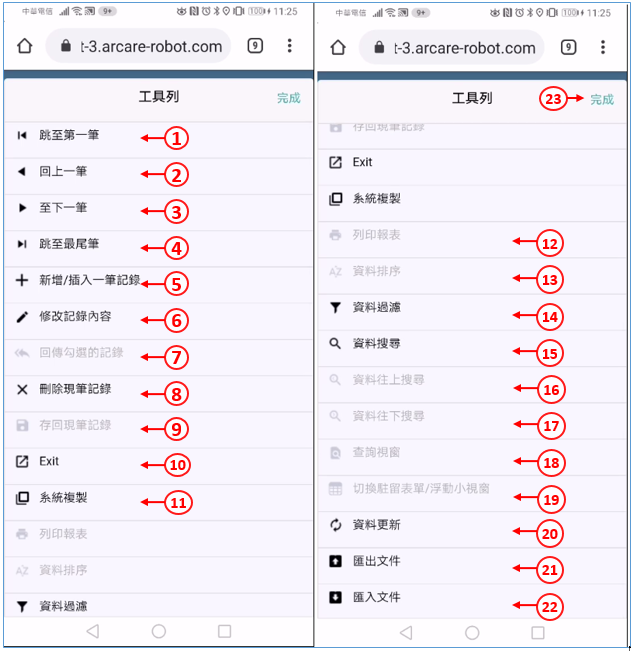 中華電信 9+ 100 11:25
t-3.arcare-robot.com 9
工具列 完成
跳至第一筆 1
回上一筆 2
至下一筆 3
跳至最尾筆 4
新增/插入一筆記錄 5
修改記錄內容 6
回傳勾選的記錄 7
刪除現筆記錄 8
存回現筆記錄 9
Exit 10
系統複製 11
列印報表
資料排序
資料過濾
中華電信 9+ 100 11:25
t-3.arcare-robot.com 9
工具列 23 完成
存回現筆記錄
Exit
系統複製
列印報表 12
資料排序 13
資料過濾 14
資料搜尋 15
資料往上搜尋 16
資料往下搜尋 17
查詢視窗 18
切換駐留表單/浮動小視窗 19
資料更新 20
匯出文件 21
匯入文件 22